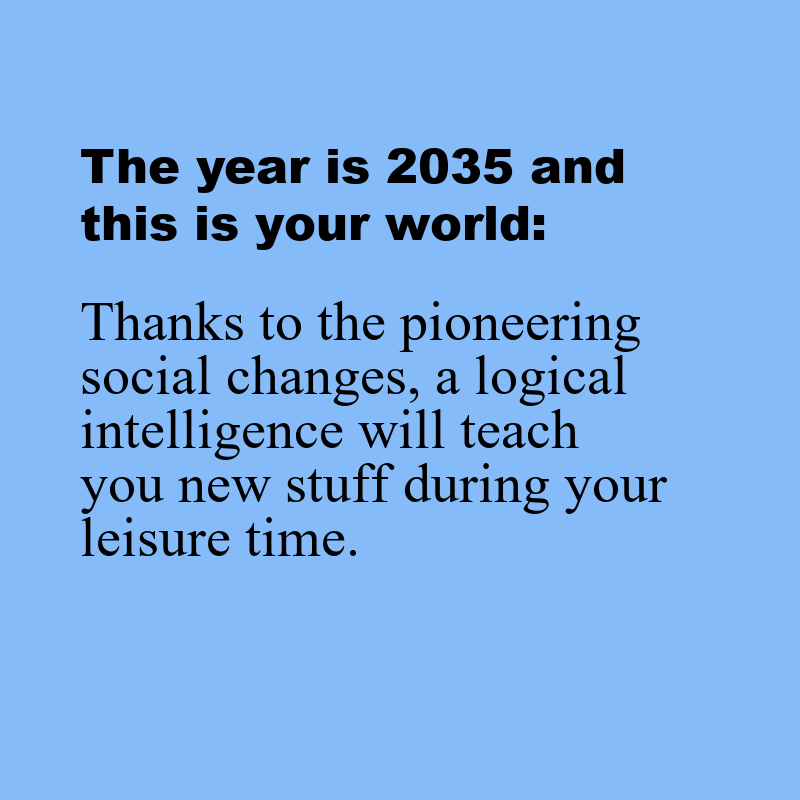 The year is 2035 and
this is your world:
Thanks to the pioneering
social changes, a logical
intelligence will teach
you new stuff during your
leisure time.